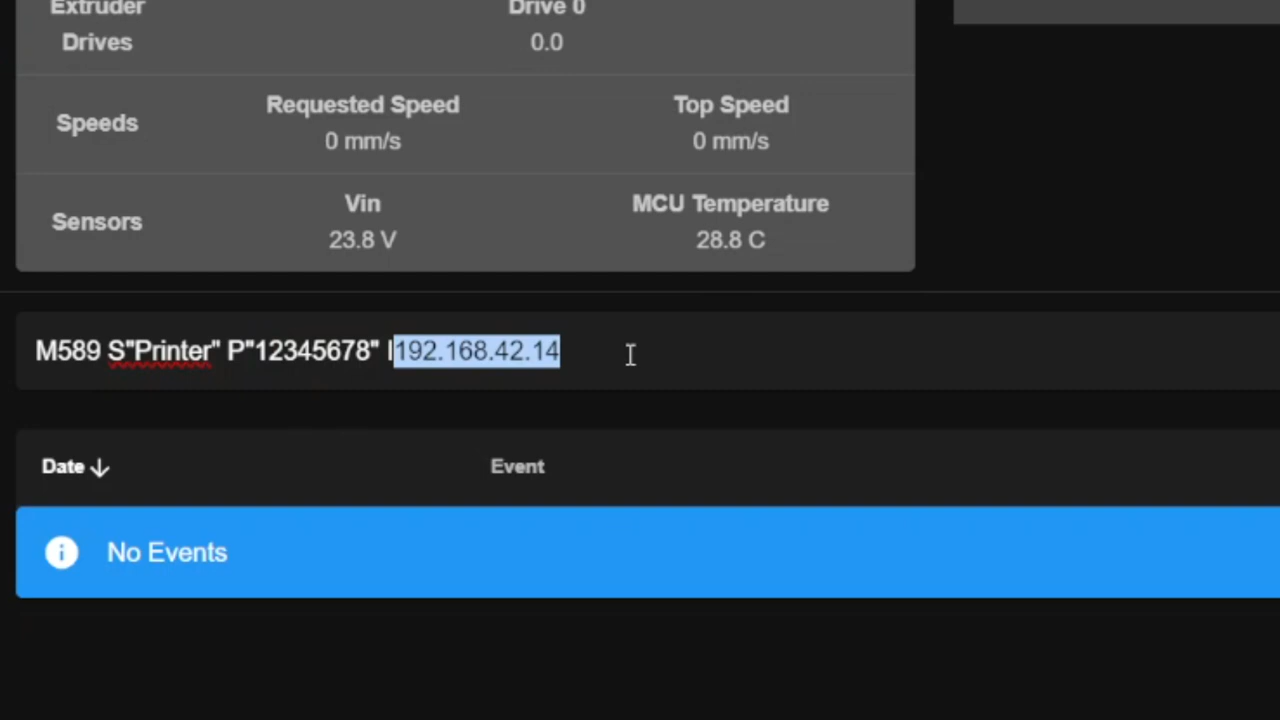 Extruder Drive 0
Drives 0.0
Requested Speed Top Speed
Speeds
0 mm/s 0 mm/s
Vin MCU Temperature
Sensors
23.8 V 28.8 C
M589 S"Printer" P"12345678" I192.168.42.14
Date Event
No Events